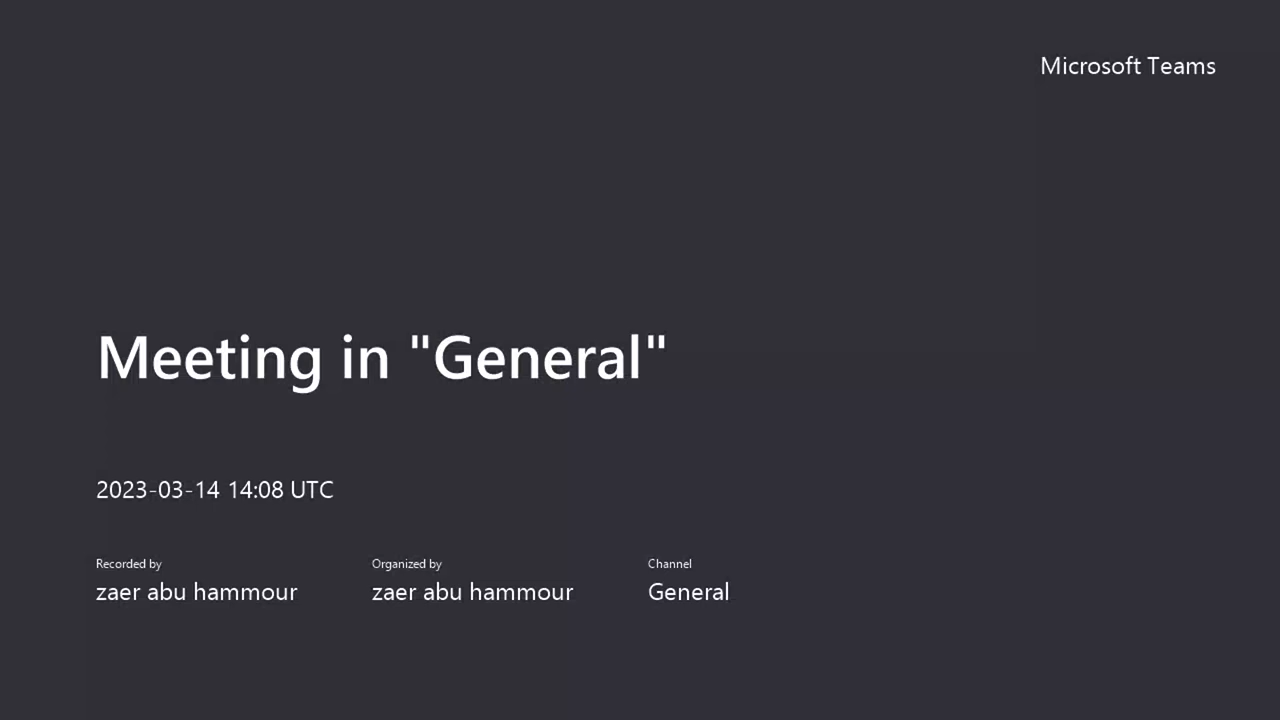 Microsoft Teams
Meeting in "General"
2023-03-14 14:08 UTC
Recorded by
zaer abu hammour
Organized by
zaer abu hammour
Channel
General